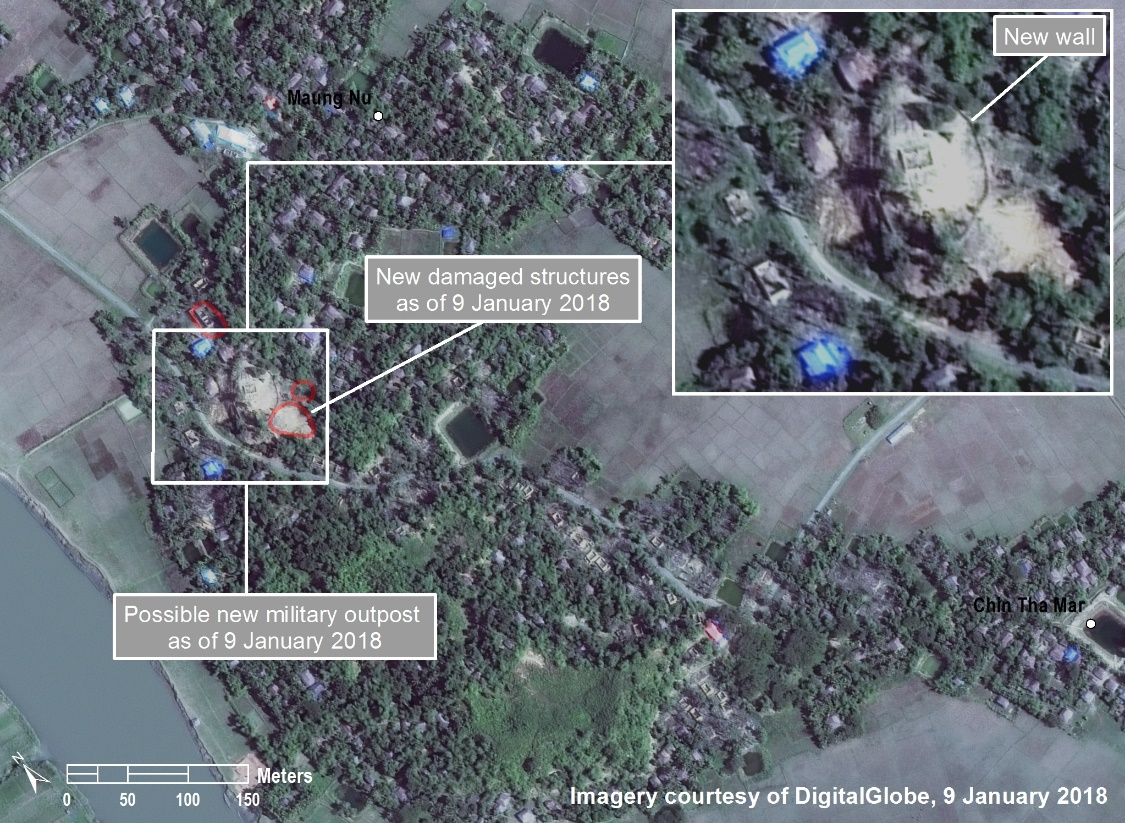 New wall
Maung Nu
New damaged structures
as of 9 January 2018
Possible new military outpost
as of 9 January 2018
Chin Tha Mar
N
Meters
0 50 100 150
Imagery courtesy of DigitalGlobe, 9 January 2018